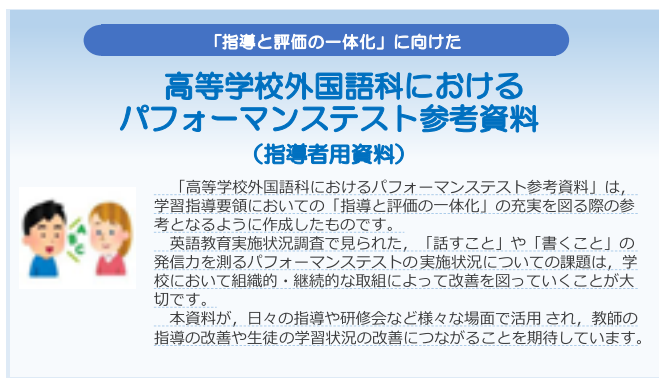 「指導と評価の一体化」に向けた
高等学校外国語科における
パフォーマンステスト参考資料
（指導者用資料）
「高等学校外国語科におけるパフォーマンステスト参考資料」は，
学習指導要領においての「指導と評価の一体化」の充実を図る際の参
考となるように作成したものです。
英語教育実施状況調査で見られた，「話すこと」や「書くこと」の
発信力を測るパフォーマンステストの実施状況についての課題は，学
校において組織的・継続的な取組によって改善を図っていくことが大
切です。
本資料が，日々の指導や研修会など様々な場面で活用 され，教師の
指導の改善や生徒の学習状況の改善につながることを期待しています。
A
B
C